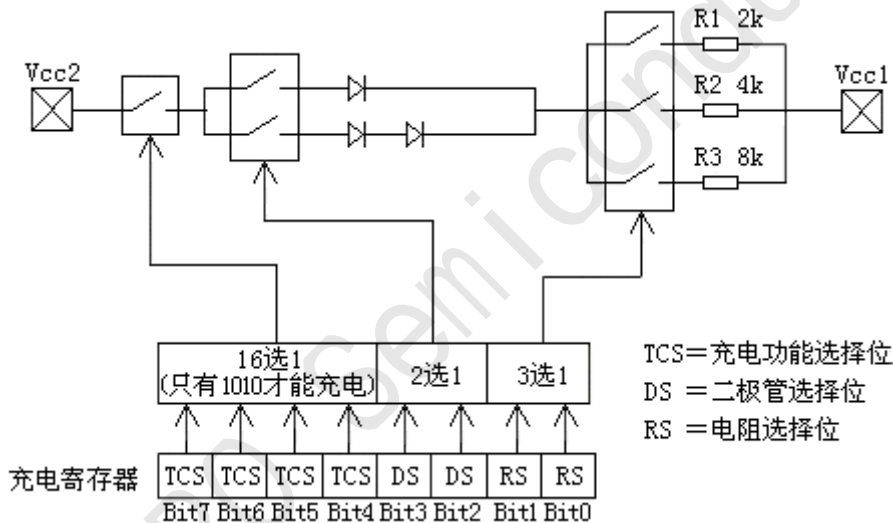 R1 2k
Vcc2
Vcc1
R2 4k
R3 8k
16选1
(只有1010才能充电)
2选1
3选1
TCS=充电功能选择位
DS =二极管选择位
RS =电阻选择位
充电寄存器 TCS TCS TCS TCS DS DS RS RS
Bit7 Bit6 Bit5 Bit4 Bit3 Bit2 Bit1 Bit0
no Semicondu